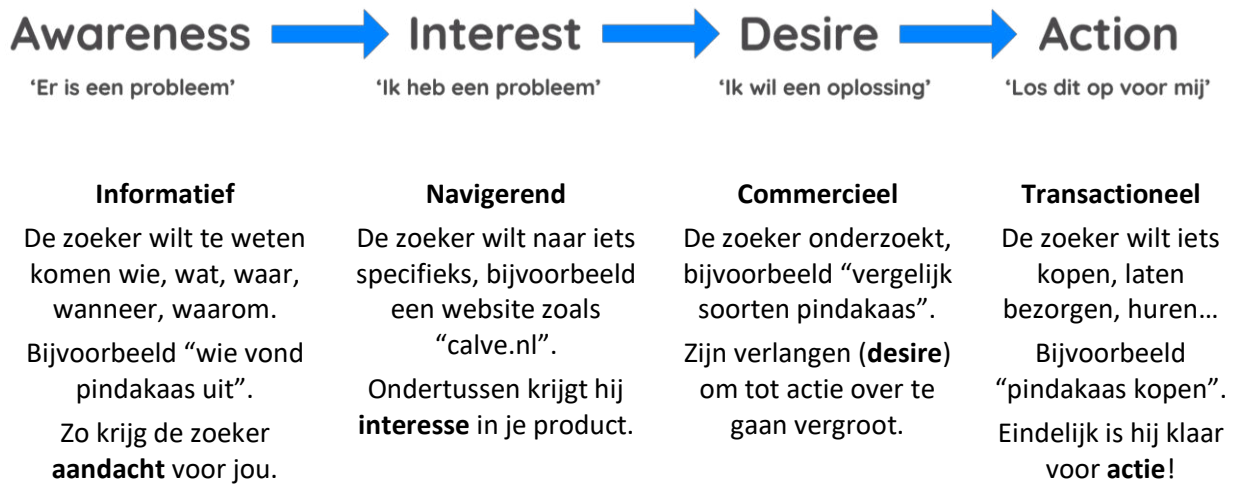 Awareness Interest Desire Action
‘Er is een probleem’ ‘Ik heb een probleem’ ‘Ik wil een oplossing’ ‘Los dit op voor mij’
Informatief
De zoeker wilt te weten
komen wie, wat, waar,
wanneer, waarom.
Bijvoorbeeld “wie vond
pindakaas uit”.
Zo krijg de zoeker
aandacht voor jou.
Navigerend
De zoeker wilt naar iets
specifieks, bijvoorbeeld
een website zoals
“calve.nl”.
Ondertussen krijgt hij
interesse in je product.
Commercieel
De zoeker onderzoekt,
bijvoorbeeld “vergelijk
soorten pindakaas”.
Zijn verlangen (desire)
om tot actie over te
gaan vergroot.
Transactioneel
De zoeker wilt iets
kopen, laten
bezorgen, huren…
Bijvoorbeeld
“pindakaas kopen”.
Eindelijk is hij klaar
voor actie!